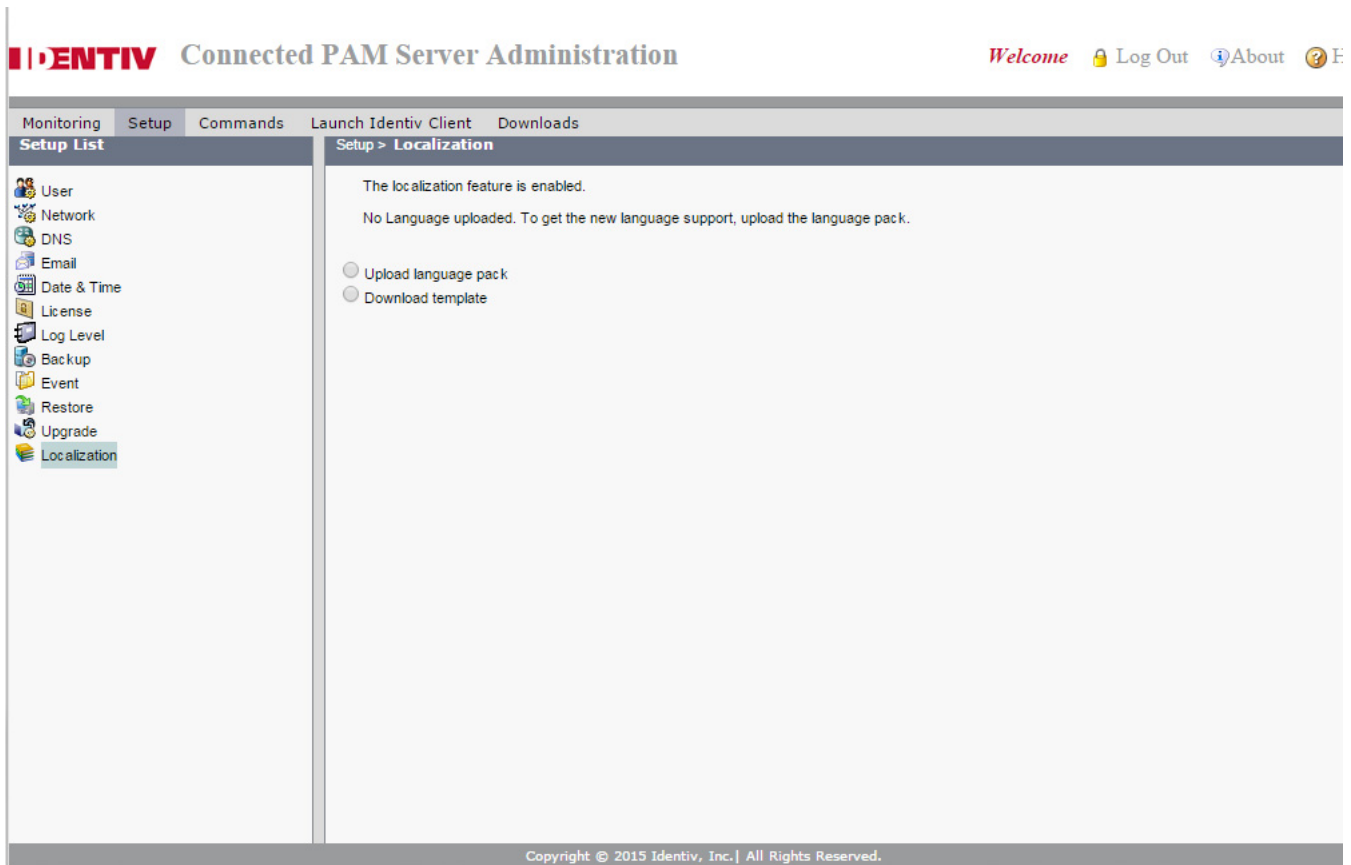 IDENTIV Connected PAM Server Administration
Welcome Log Out About
Monitoring Setup Commands Launch Identiv Client Downloads
Setup List
User
Network
DNS
Email
Date & Time
License
Log Level
Backup
Event
Restore
Upgrade
Localization
Setup > Localization
The localization feature is enabled.
No Language uploaded. To get the new language support, upload the language pack.
Upload language pack
Download template
Copyright © 2015 Identiv, Inc.| All Rights Reserved.